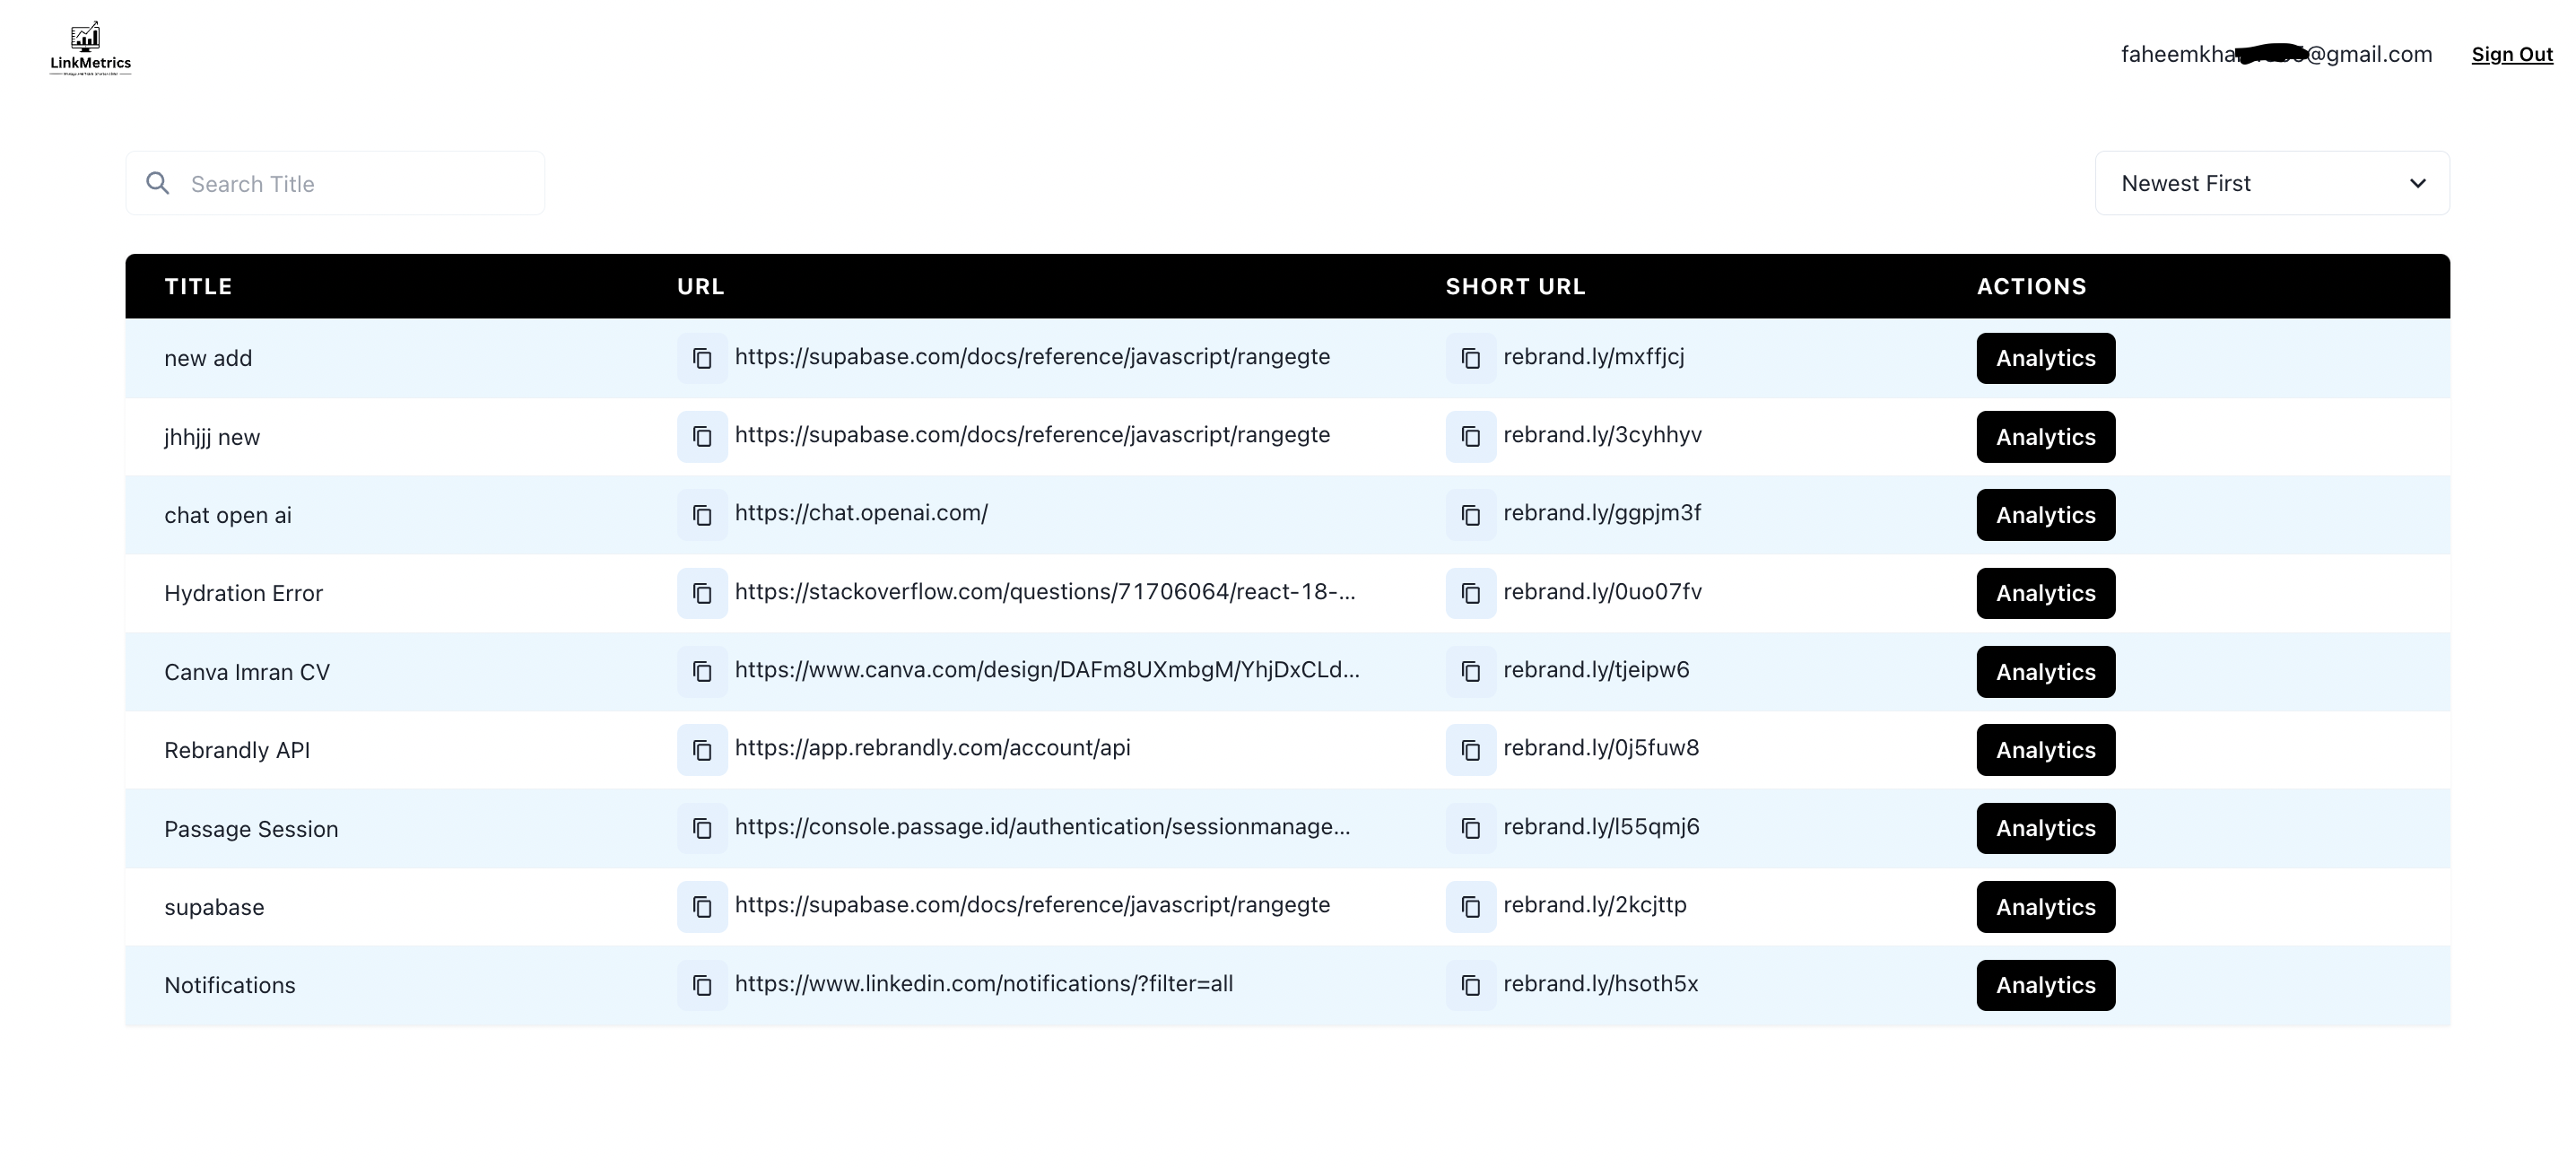 LinkMetrics
@gmail.com Sign Out
Search Title Newest First
TITLE URL SHORT URL ACTIONS
new add https://supabase.com/docs/reference/javascript/rangegte rebrand.ly/mxffjcj Analytics
jhhjjj new https://supabase.com/docs/reference/javascript/rangegte rebrand.ly/3cyhhyv Analytics
chat open ai https://chat.openai.com/ rebrand.ly/ggpjm3f Analytics
Hydration Error https://stackoverflow.com/questions/71706064/react-18-... rebrand.ly/0uo07fv Analytics
Canva Imran CV https://www.canva.com/design/DAFm8UXmbgM/YhjDxCLd... rebrand.ly/tjeipw6 Analytics
Rebrandly API https://app.rebrandly.com/account/api rebrand.ly/0j5fuw8 Analytics
Passage Session https://console.passage.id/authentication/sessionmanage... rebrand.ly/l55qmj6 Analytics
supabase https://supabase.com/docs/reference/javascript/rangegte rebrand.ly/2kcjttp Analytics
Notifications https://www.linkedin.com/notifications/?filter=all rebrand.ly/hsoth5x Analytics